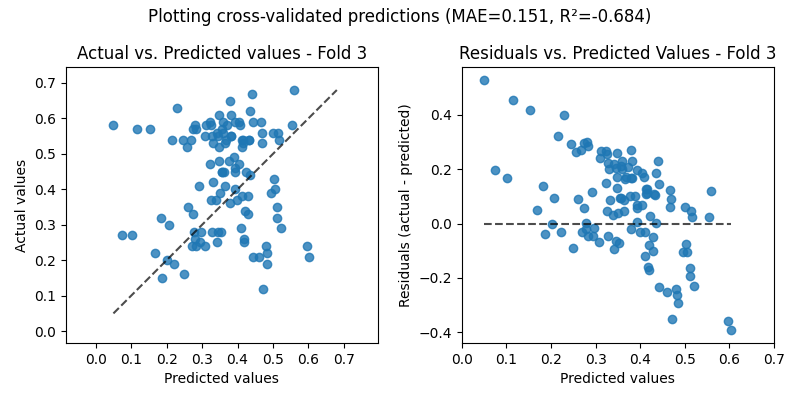 Plotting cross-validated predictions (MAE=0.151, R²=-0.684)
Actual vs. Predicted values - Fold 3
0.7
0.6
0.5
0.4
0.3
0.2
0.1
0.0
Actual values
0.0 0.1 0.2 0.3 0.4 0.5 0.6 0.7
Predicted values
Residuals vs. Predicted Values - Fold 3
0.4
0.2
0.0
−0.2
−0.4
Residuals (actual - predicted)
0.0 0.1 0.2 0.3 0.4 0.5 0.6 0.7
Predicted values